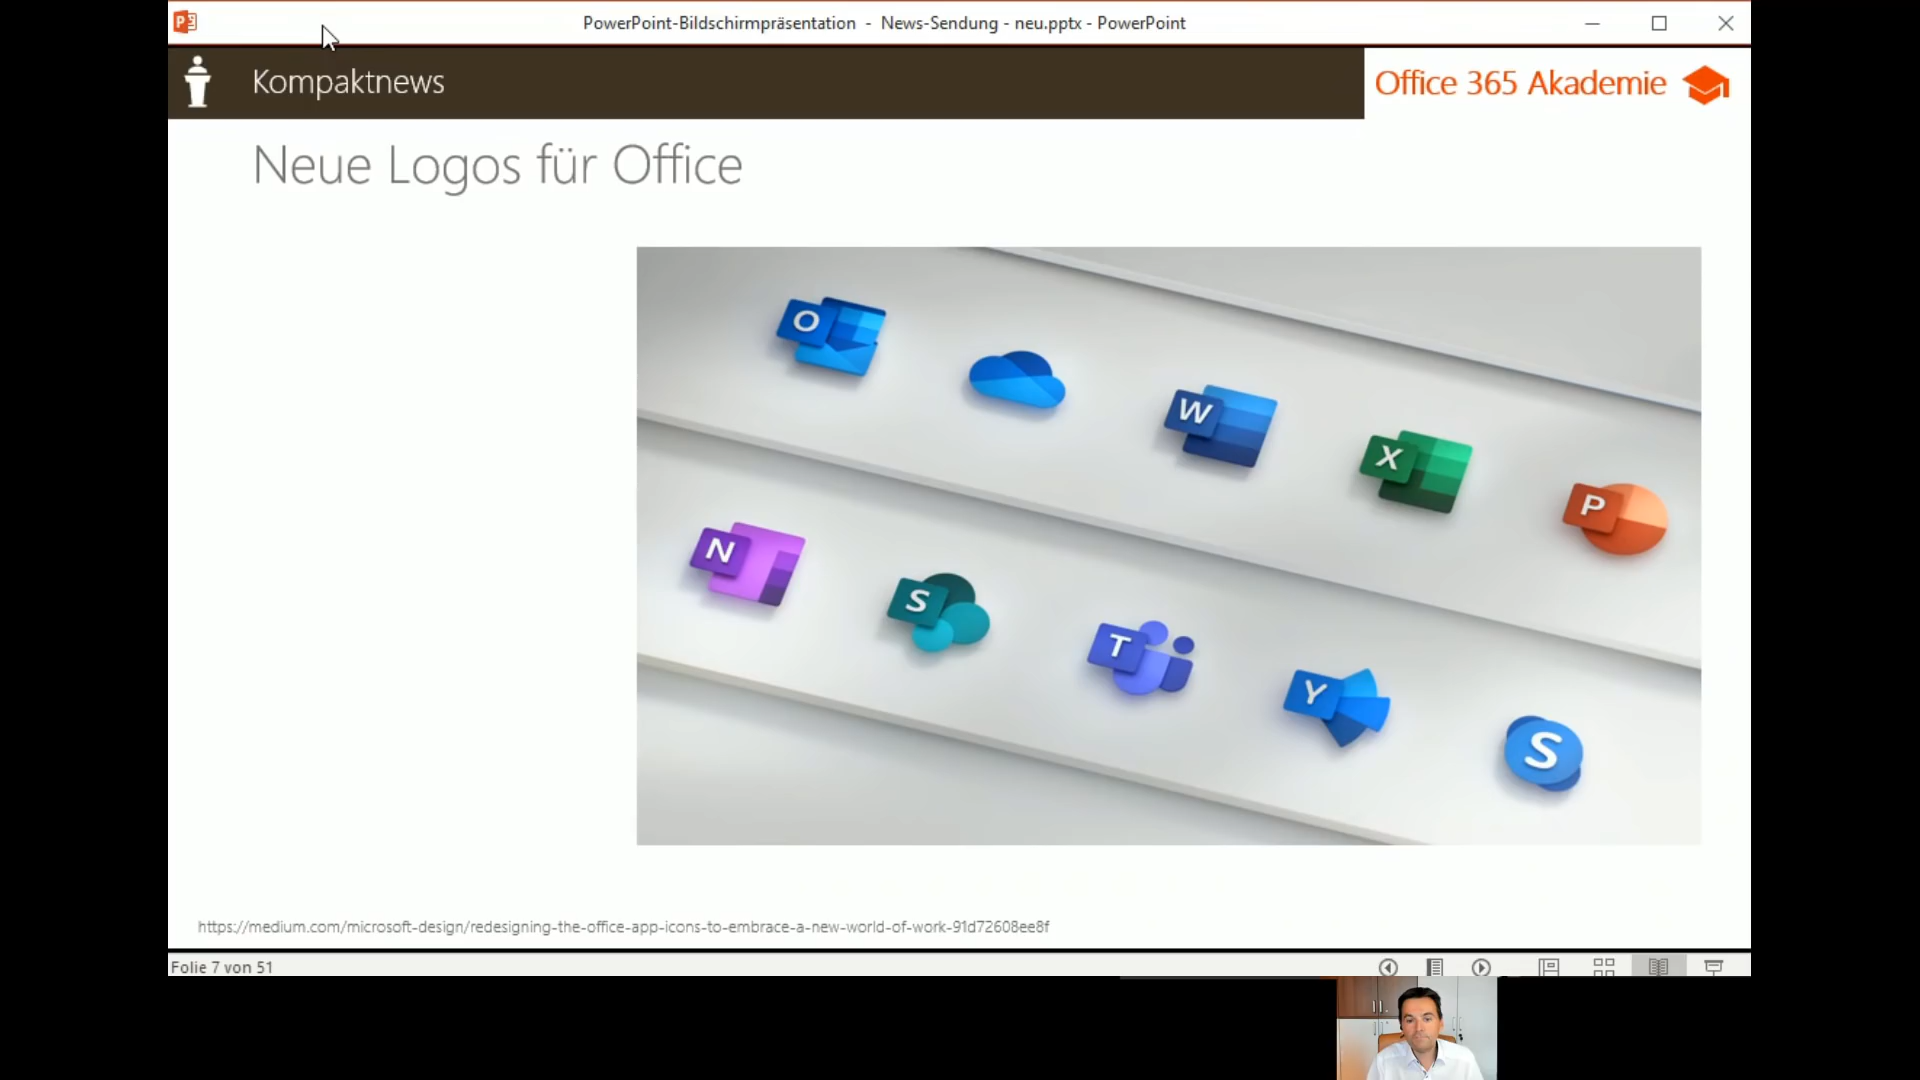 PowerPoint-Bildschirmpräsentation - News-Sendung - neu.pptx - PowerPoint
Kompaktnews
Office 365 Akademie
Neue Logos für Office
O
W
X
P
N
S
T
Y
S
https://medium.com/microsoft-design/redesigning-the-office-app-icons-to-embrace-a-new-world-of-work-91d72608ee8f
Folie 7 von 51